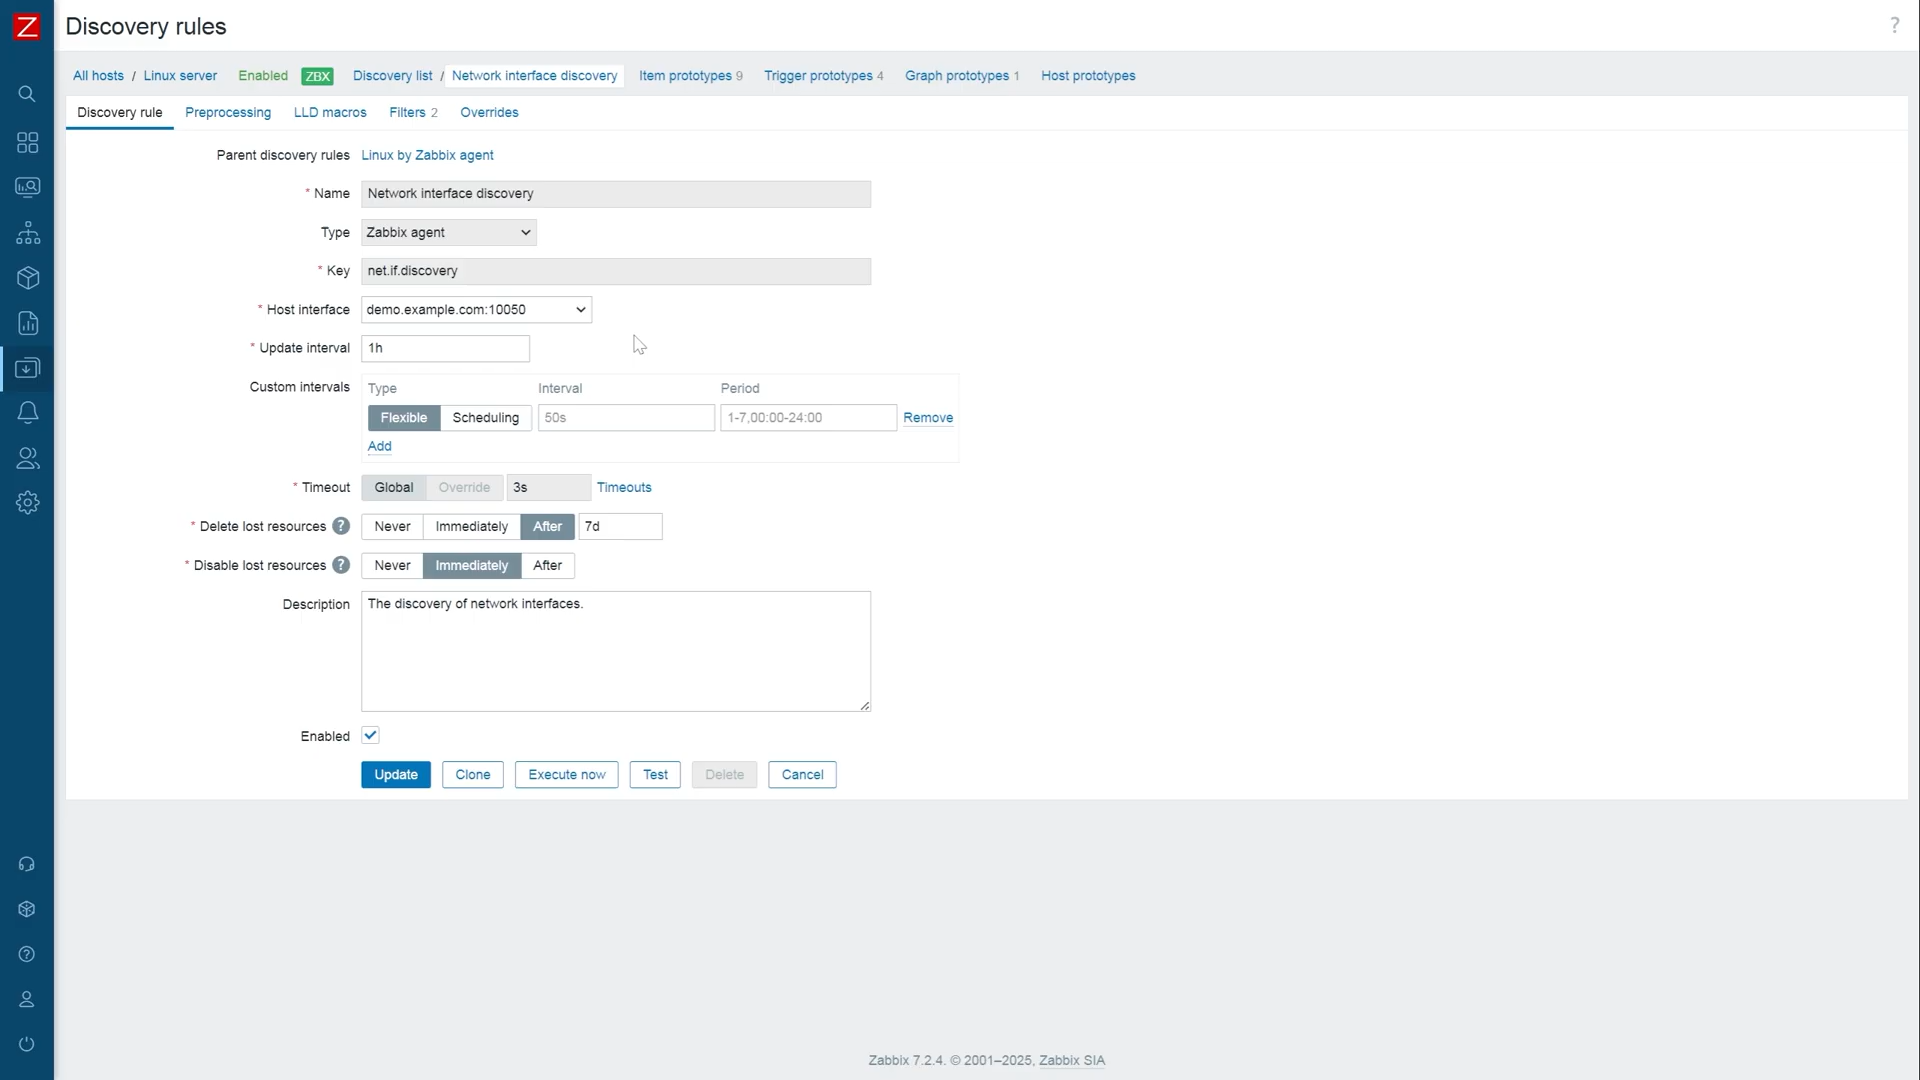 Z
Discovery rules
?
All hosts / Linux server Enabled ZBX Discovery list / Network interface discovery Item prototypes 9 Trigger prototypes 4 Graph prototypes 1 Host prototypes
Discovery rule Preprocessing LLD macros Filters 2 Overrides
Parent discovery rules Linux by Zabbix agent
* Name Network interface discovery
Type Zabbix agent
* Key net.if.discovery
* Host interface demo.example.com:10050
* Update interval 1h
Custom intervals Type Interval Period
Flexible Scheduling 50s 1-7,00:00-24:00 Remove
Add
* Timeout Global Override 3s Timeouts
* Delete lost resources ? Never Immediately After 7d
* Disable lost resources ? Never Immediately After
Description The discovery of network interfaces.
Enabled
Update Clone Execute now Test Delete Cancel
Zabbix 7.2.4. © 2001–2025, Zabbix SIA